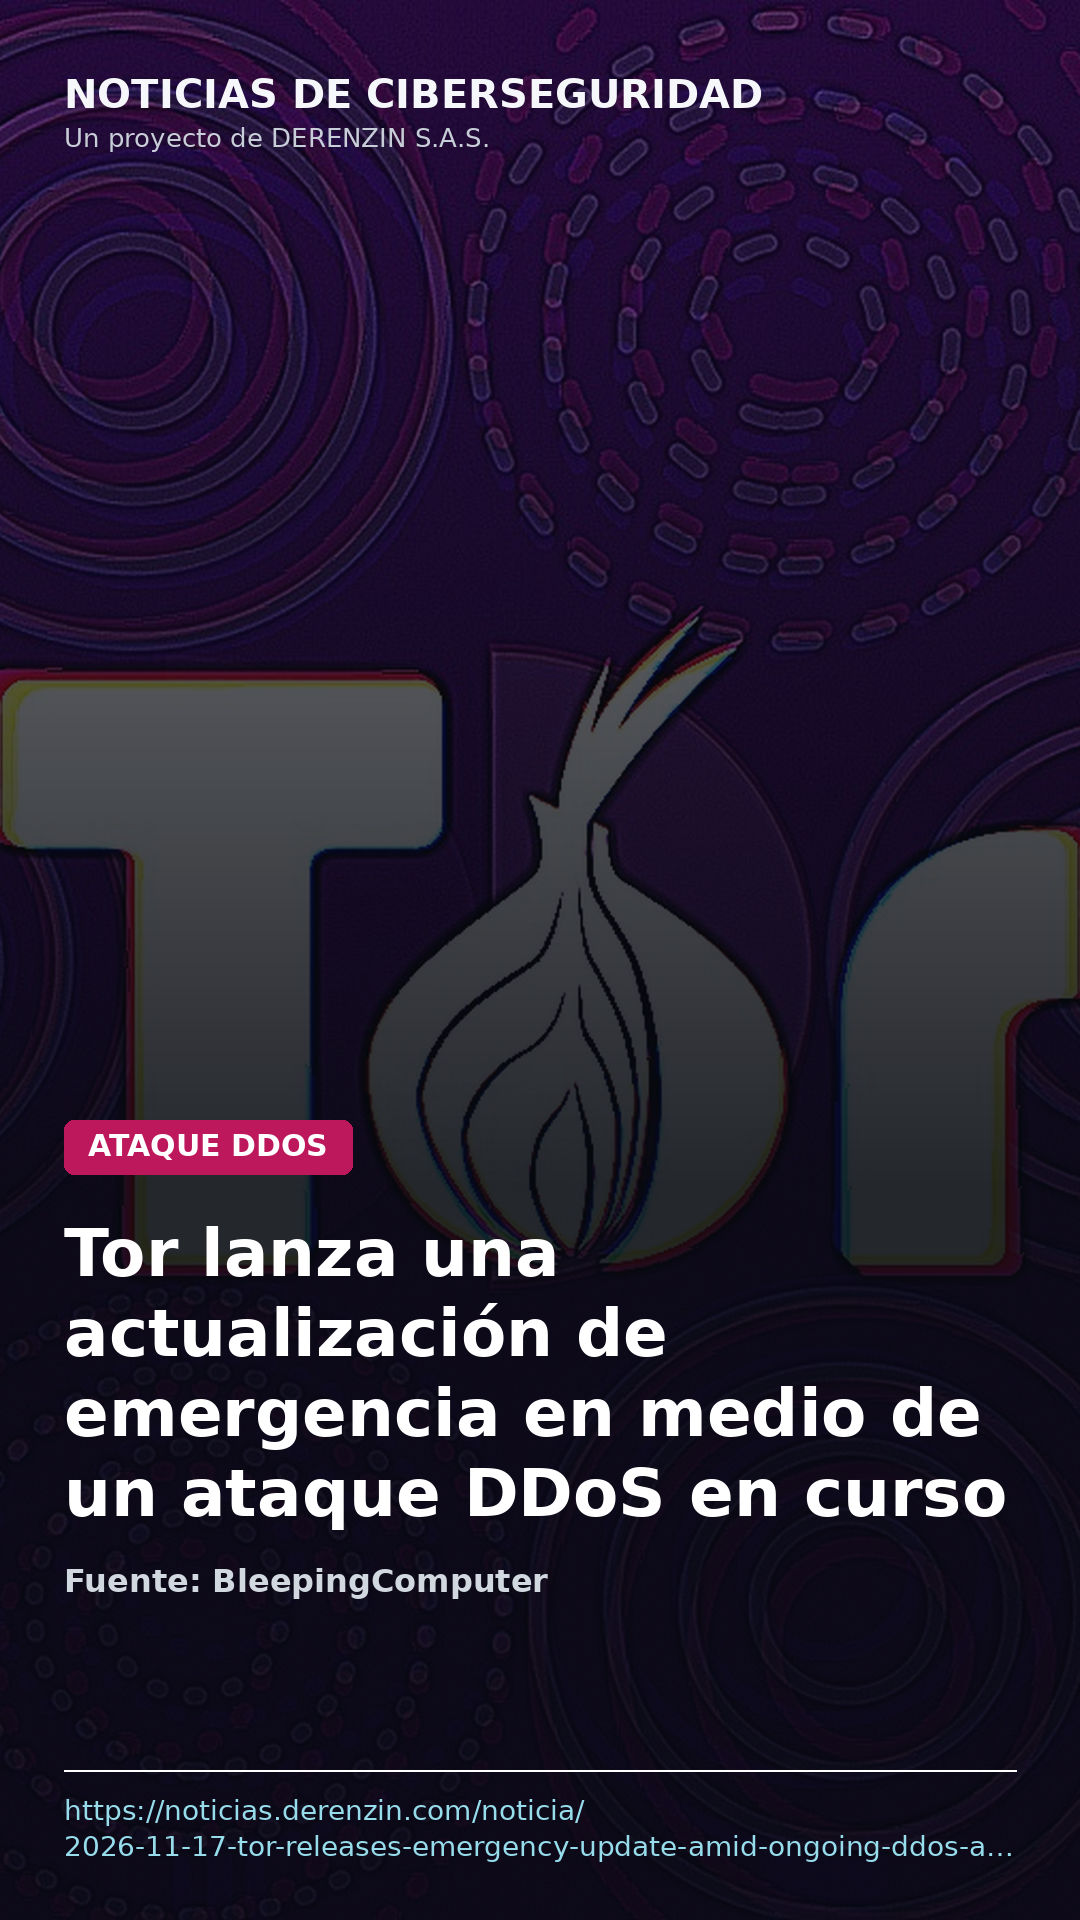 NOTICIAS DE CIBERSEGURIDAD
Un proyecto de DERENZIN S.A.S.
Tor
ATAQUE DDOS
Tor lanza una
actualización de
emergencia en medio de
un ataque DDoS en curso
Fuente: BleepingComputer
https://noticias.derenzin.com/noticia/
2026-11-17-tor-releases-emergency-update-amid-ongoing-ddos-a...